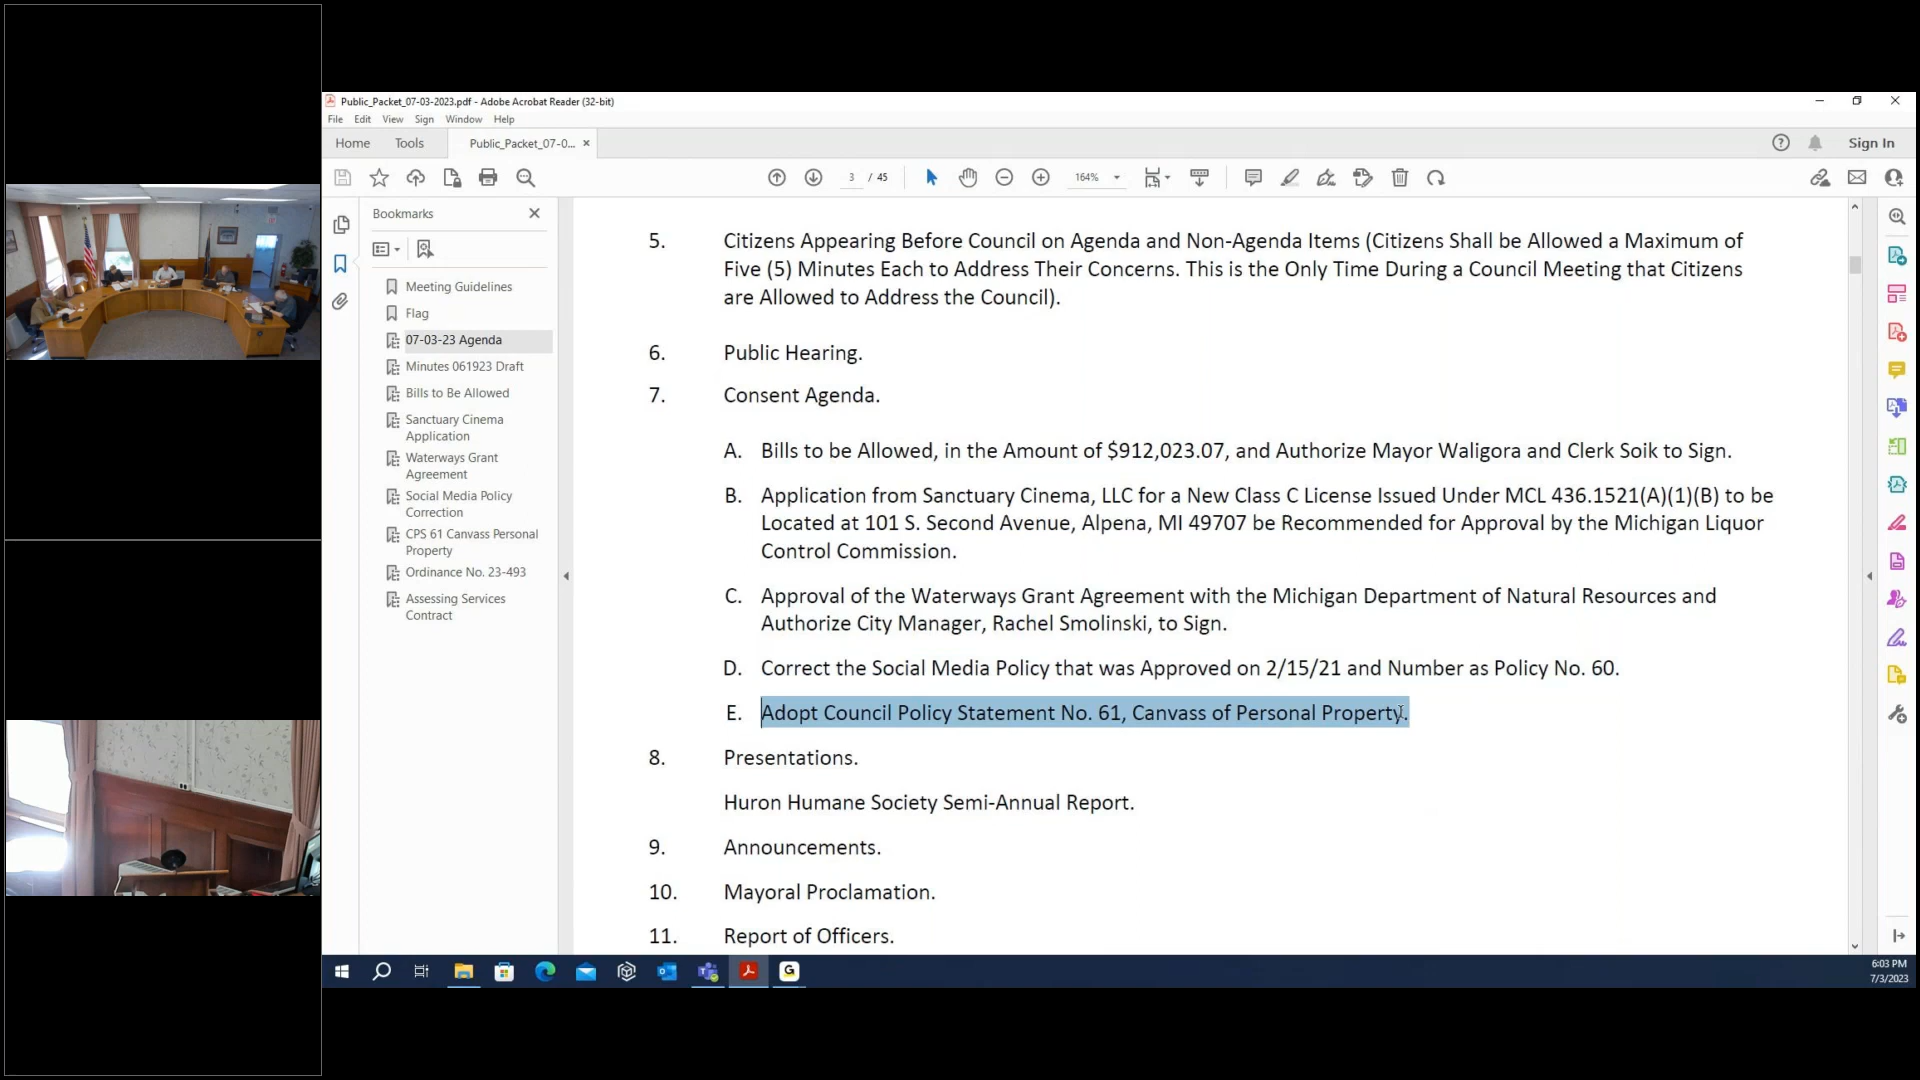 Public_Packet_07-03-2023.pdf - Adobe Acrobat Reader (32-bit)
File Edit View Sign Window Help
Home Tools Public_Packet_07-0... Sign In
3 / 45 164%
Bookmarks
Meeting Guidelines
Flag
07-03-23 Agenda
Minutes 061923 Draft
Bills to Be Allowed
Sanctuary Cinema
Application
Waterways Grant
Agreement
Social Media Policy
Correction
CPS 61 Canvass Personal
Property
Ordinance No. 23-493
Assessing Services
Contract
5. Citizens Appearing Before Council on Agenda and Non-Agenda Items (Citizens Shall be Allowed a Maximum of
Five (5) Minutes Each to Address Their Concerns. This is the Only Time During a Council Meeting that Citizens
are Allowed to Address the Council).
6. Public Hearing.
7. Consent Agenda.
A. Bills to be Allowed, in the Amount of $912,023.07, and Authorize Mayor Waligora and Clerk Soik to Sign.
B. Application from Sanctuary Cinema, LLC for a New Class C License Issued Under MCL 436.1521(A)(1)(B) to be
Located at 101 S. Second Avenue, Alpena, MI 49707 be Recommended for Approval by the Michigan Liquor
Control Commission.
C. Approval of the Waterways Grant Agreement with the Michigan Department of Natural Resources and
Authorize City Manager, Rachel Smolinski, to Sign.
D. Correct the Social Media Policy that was Approved on 2/15/21 and Number as Policy No. 60.
E. Adopt Council Policy Statement No. 61, Canvass of Personal Property.
8. Presentations.
Huron Humane Society Semi-Annual Report.
9. Announcements.
10. Mayoral Proclamation.
11. Report of Officers.
6:03 PM
7/3/2023